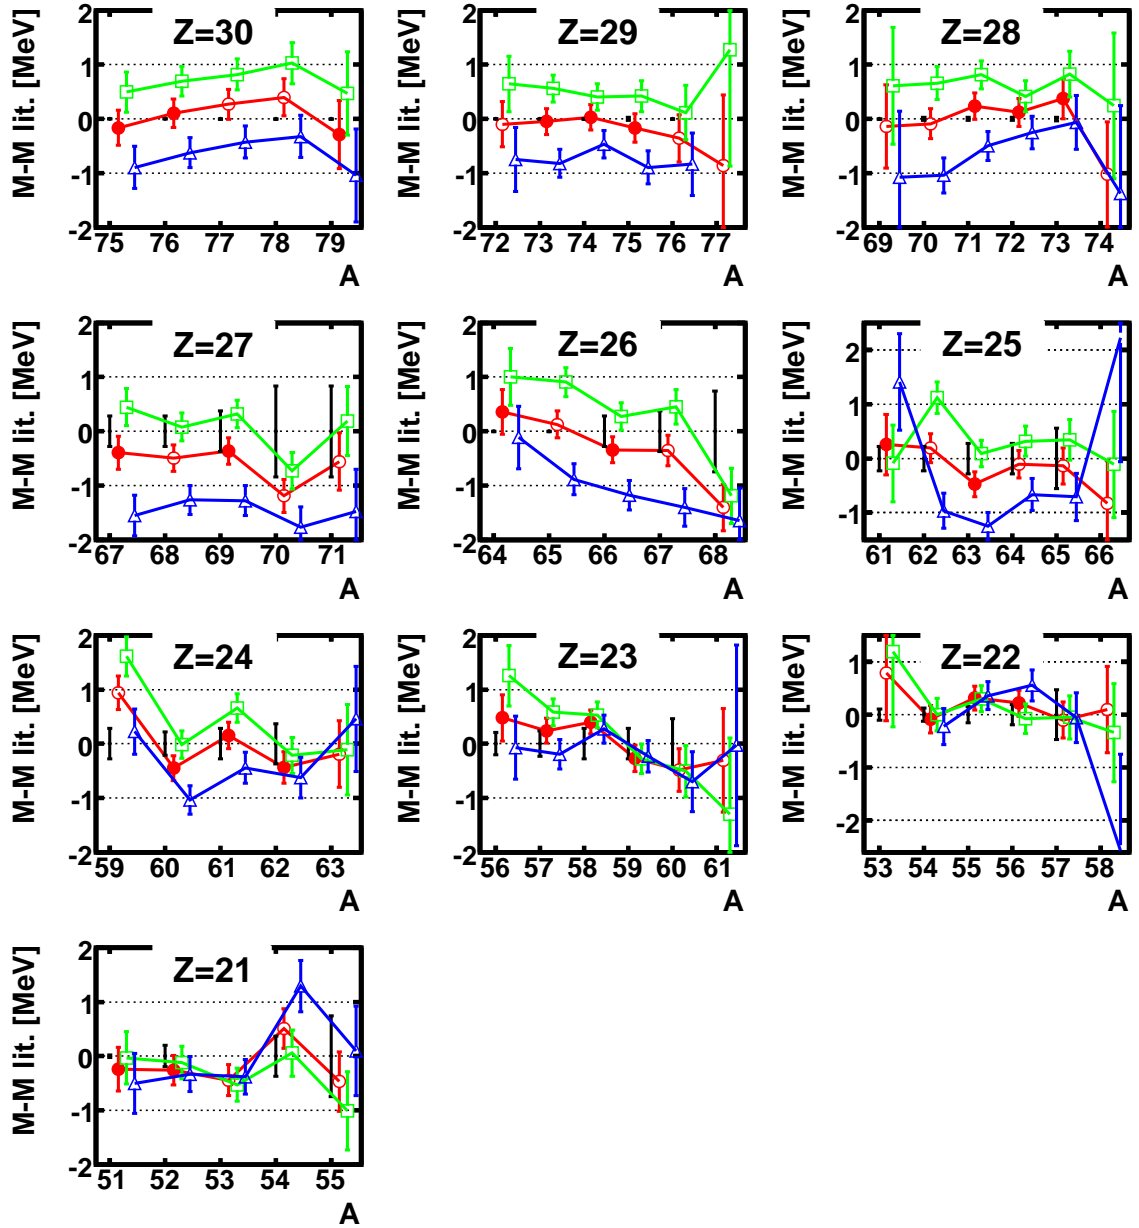 M-M lit. [MeV]
Z=30
2
1
0
-1
-2
75 76 77 78 79
A
M-M lit. [MeV]
Z=29
2
1
0
-1
-2
72 73 74 75 76 77
A
M-M lit. [MeV]
Z=28
2
1
0
-1
-2
69 70 71 72 73 74
A
M-M lit. [MeV]
Z=27
2
1
0
-1
-2
67 68 69 70 71
A
M-M lit. [MeV]
Z=26
2
1
0
-1
-2
64 65 66 67 68
A
M-M lit. [MeV]
Z=25
2
1
0
-1
61 62 63 64 65 66
A
M-M lit. [MeV]
Z=24
2
1
0
-1
-2
59 60 61 62 63
A
M-M lit. [MeV]
Z=23
2
1
0
-1
-2
56 57 58 59 60 61
A
M-M lit. [MeV]
Z=22
1
0
-1
-2
53 54 55 56 57 58
A
M-M lit. [MeV]
Z=21
2
1
0
-1
-2
51 52 53 54 55
A